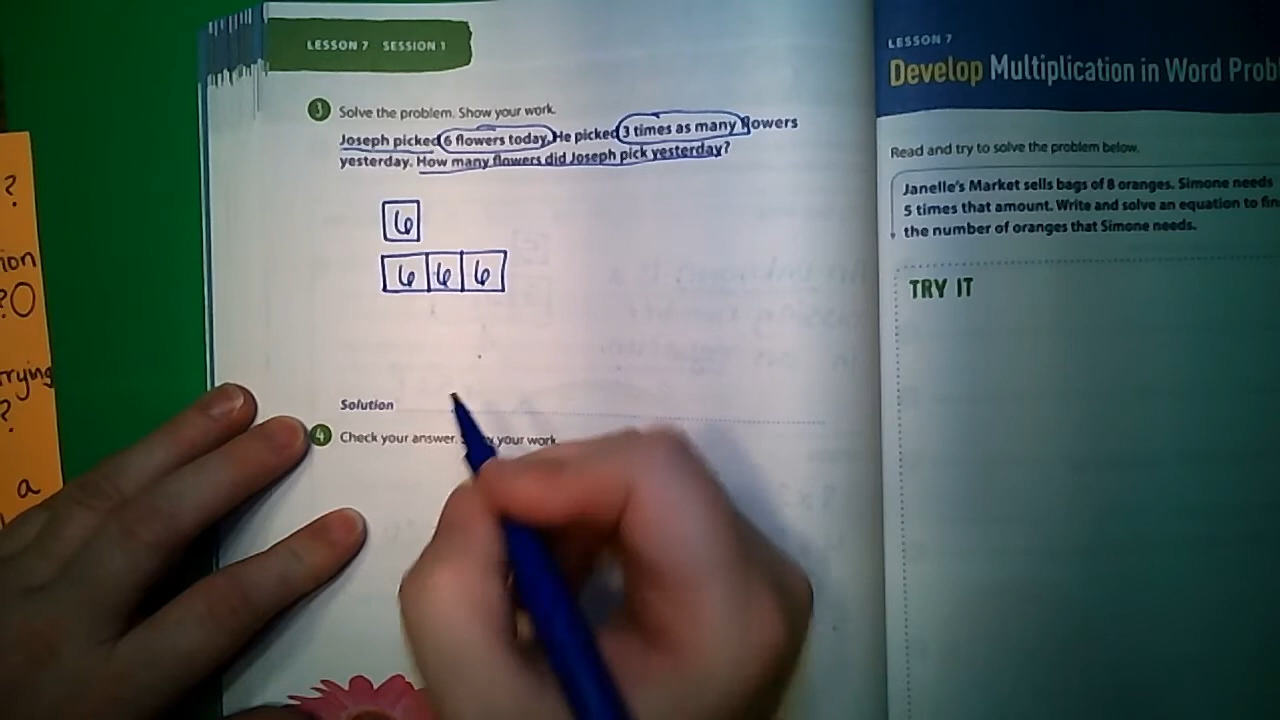 LESSON 7 SESSION 1
3 Solve the problem. Show your work.
Joseph picked 6 flowers today. He picked 3 times as many flowers
yesterday. How many flowers did Joseph pick yesterday?
6
6 6 6
Solution
4 Check your answer. your work.
LESSON 7
Develop Multiplication in Word
Read and try to solve the problem below.
Janelle's Market sells bags of 8 oranges. Simone needs
5 times that amount. Write and solve an equation to
the number of oranges that Simone needs.
TRY IT
?
?
?
a